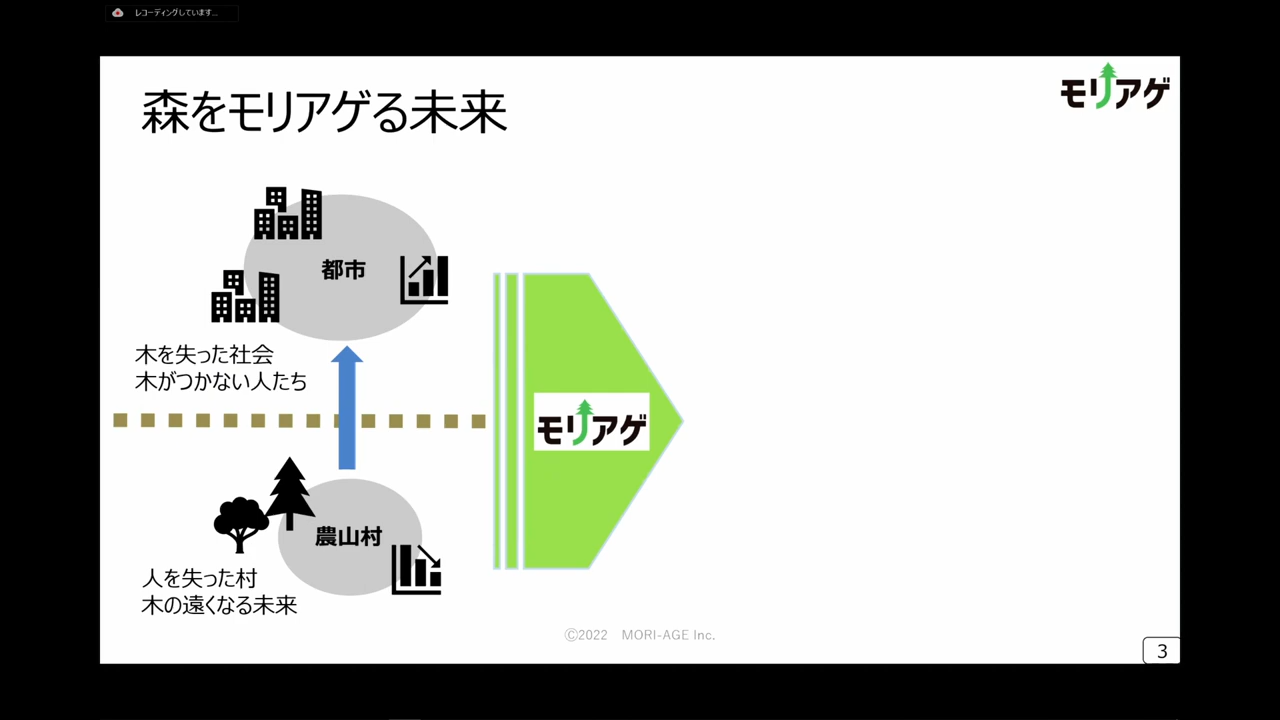 レコーディングしています...
モリアゲ
森をモリアゲる未来
都市
木を失った社会
木がつかない人たち
モリアゲ
農山村
人を失った村
木の遠くなる未来
©2022 MORI-AGE Inc.
3